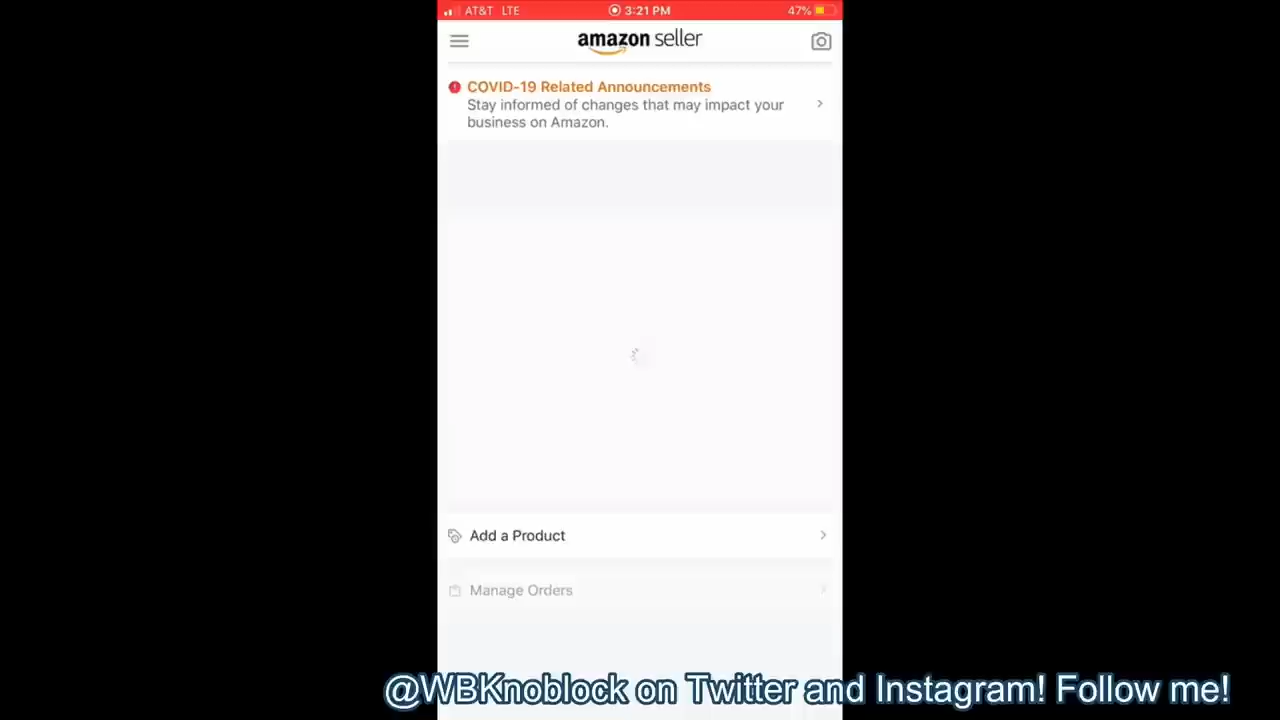 AT&T LTE 3:21 PM 47%
amazon seller
COVID-19 Related Announcements
Stay informed of changes that may impact your
business on Amazon.
Add a Product
Manage Orders
@WBKnoblock on Twitter and Instagram! Follow me!